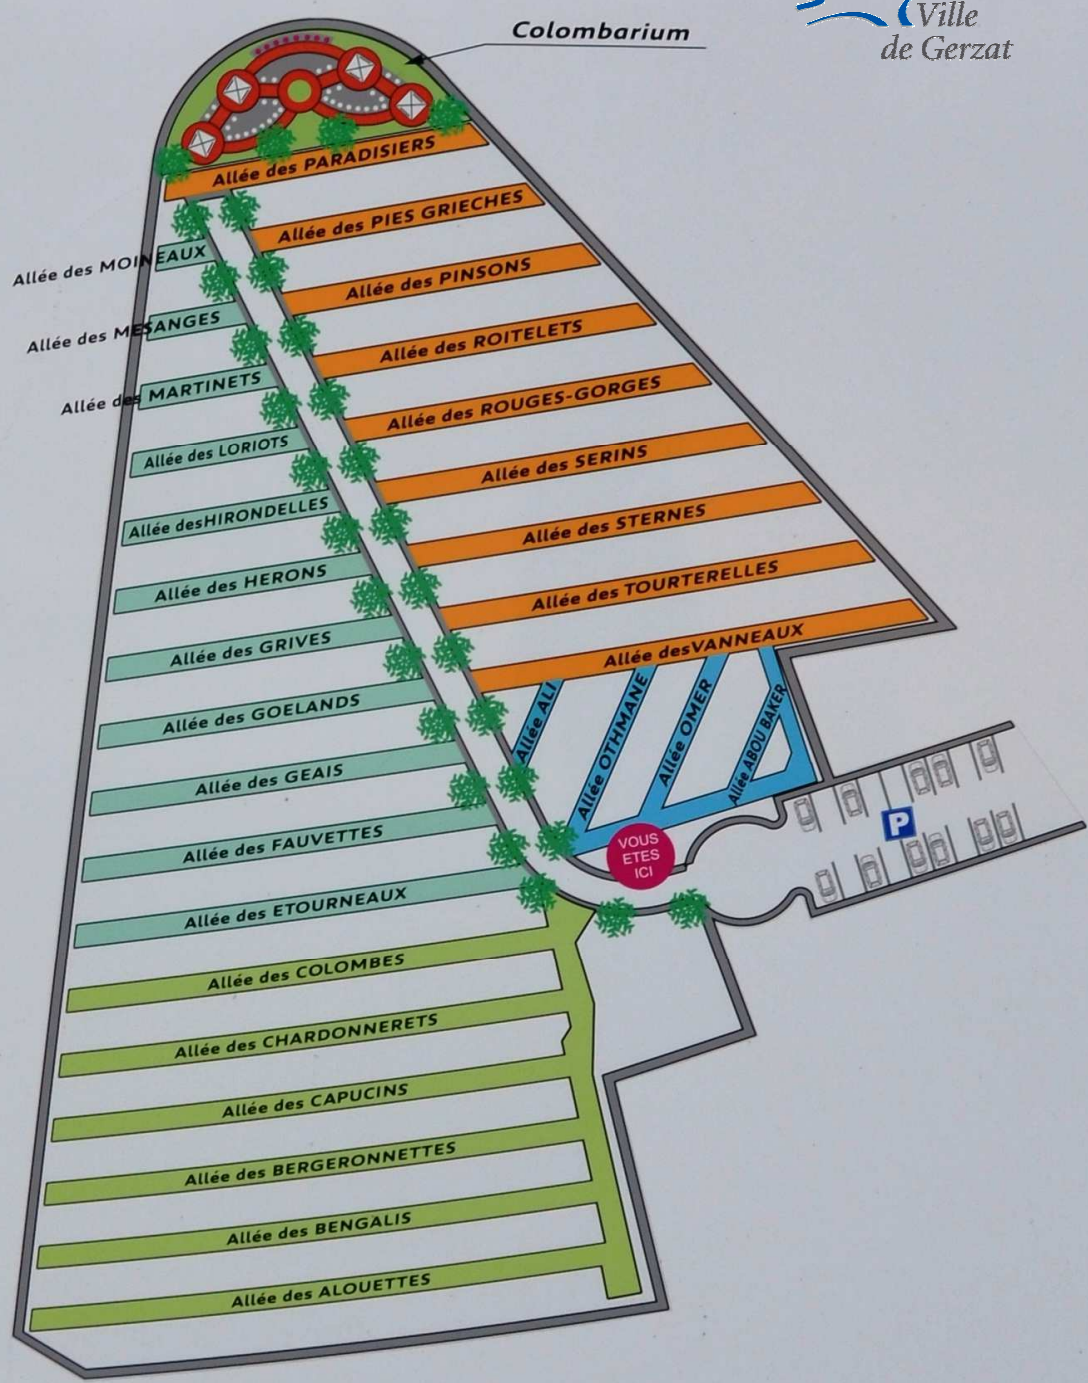 Ville
de Gerzat
Colombarium
Allée des PARADISIERS
Allée des PIES GRIECHES
Allée des MOINEAUX
Allée des PINSONS
Allée des MESANGES
Allée des ROITELETS
Allée des MARTINETS
Allée des ROUGES-GORGES
Allée des LORIOTS
Allée des SERINS
Allée desHIRONDELLES
Allée des STERNES
Allée des HERONS
Allée des TOURTERELLES
Allée des GRIVES
Allée desVANNEAUX
Allée des GOELANDS
Allée ALI
Allée OTHMANE
Allée OMER
Allée ABOU BAKER
Allée des GEAIS
Allée des FAUVETTES
P
VOUS
ETES
ICI
Allée des ETOURNEAUX
Allée des COLOMBES
Allée des CHARDONNERETS
Allée des CAPUCINS
Allée des BERGERONNETTES
Allée des BENGALIS
Allée des ALOUETTES